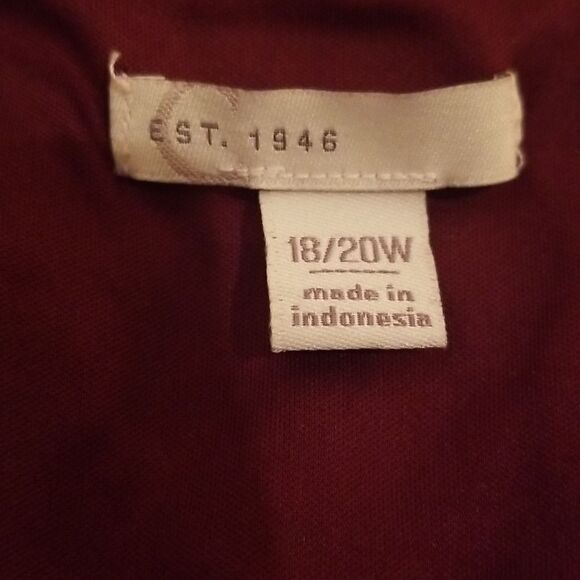 EST. 1946
18/20W
made in
indonesia